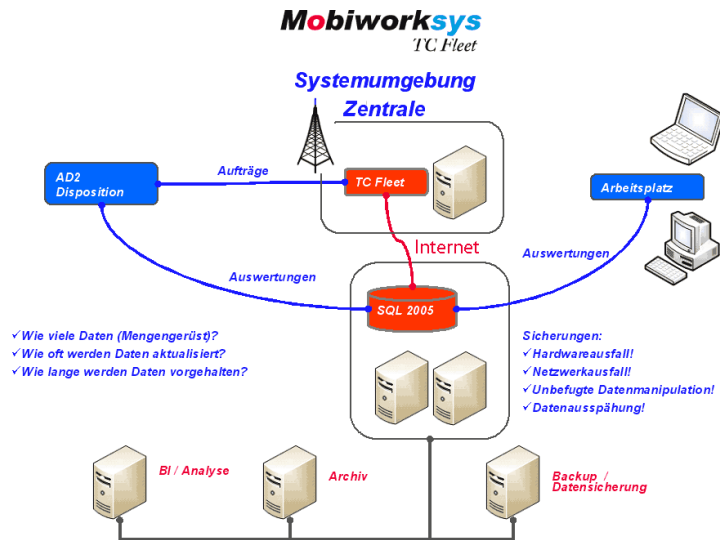 Mobiworksys
TC Fleet
Systemumgebung
Zentrale
AD2
Disposition
Aufträge
TC Fleet
Arbeitsplatz
Internet
Auswertungen
Auswertungen
SQL 2005
✓Wie viele Daten (Mengengerüst)?
✓Wie oft werden Daten aktualisiert?
✓Wie lange werden Daten vorgehalten?
Sicherungen:
✓Hardwareausfall!
✓Netzwerkausfall!
✓Unbefugte Datenmanipulation!
✓Datenausspähung!
BI / Analyse
Archiv
Backup /
Datensicherung